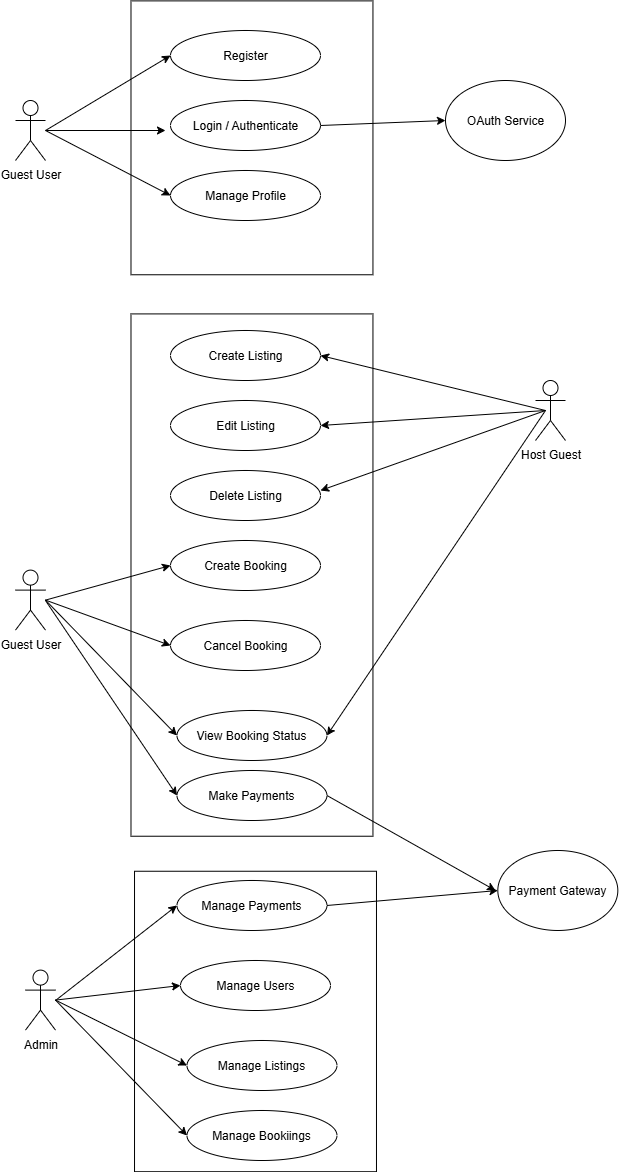 Register
Login / Authenticate
OAuth Service
Guest User
Manage Profile
Create Listing
Edit Listing
Host Guest
Delete Listing
Create Booking
Guest User
Cancel Booking
View Booking Status
Make Payments
Payment Gateway
Manage Payments
Manage Users
Admin
Manage Listings
Manage Bookiings